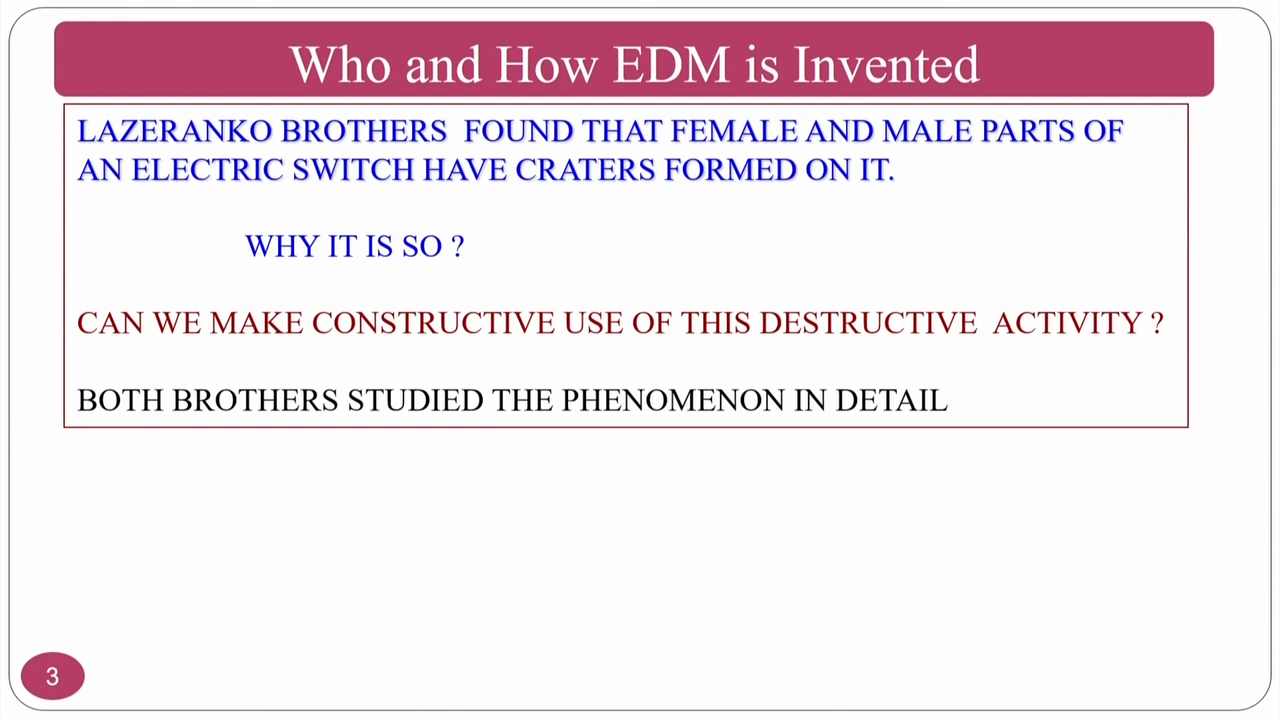 Who and How EDM is Invented
LAZERANKO BROTHERS FOUND THAT FEMALE AND MALE PARTS OF
AN ELECTRIC SWITCH HAVE CRATERS FORMED ON IT.
WHY IT IS SO ?
CAN WE MAKE CONSTRUCTIVE USE OF THIS DESTRUCTIVE ACTIVITY ?
BOTH BROTHERS STUDIED THE PHENOMENON IN DETAIL
3